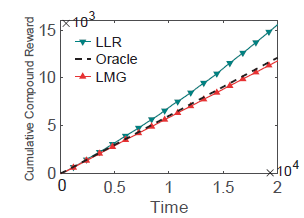 ×10³
15
10
5
0
LLR
Oracle
LMG
Cumulative Compound Reward
0 0.5 1 1.5 2
×10⁴
Time